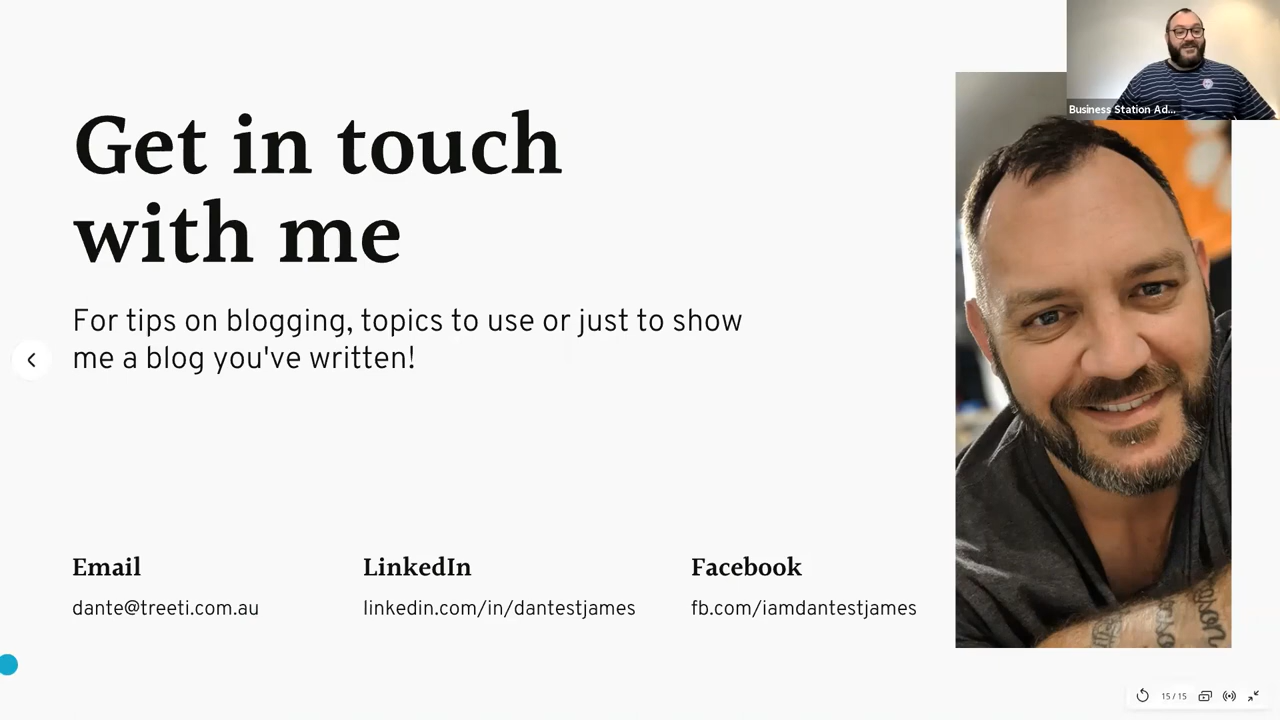 Business Station Ad...
Get in touch
with me
For tips on blogging, topics to use or just to show
me a blog you've written!
Email
dante@treeti.com.au
LinkedIn
linkedin.com/in/dantestjames
Facebook
fb.com/iamdantestjames
15 / 15